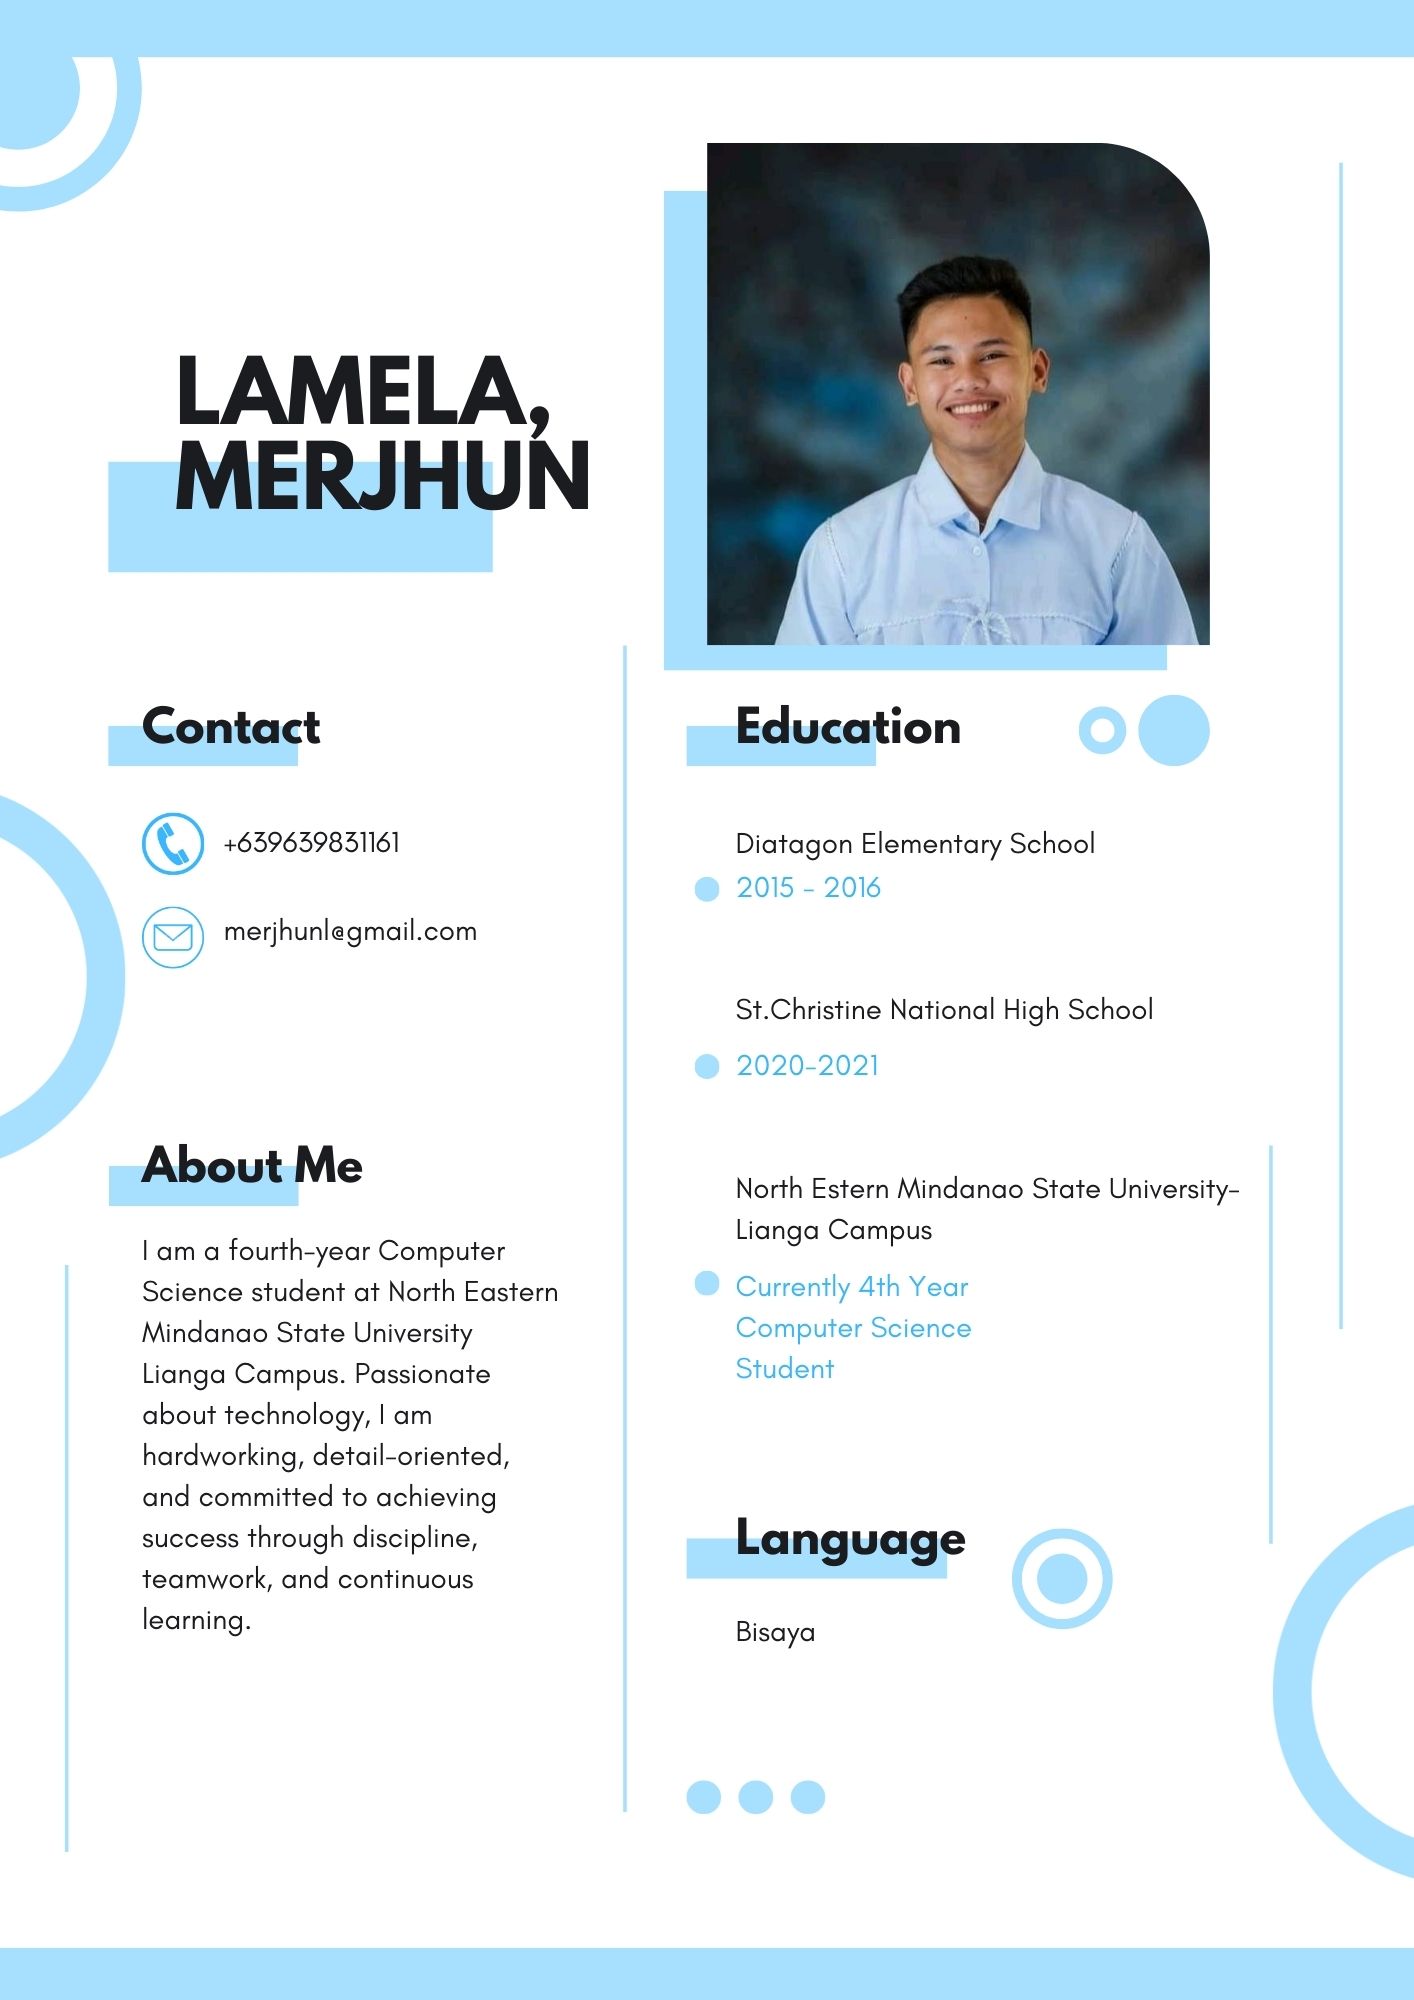 LAMELA,
MERJHUN
Contact
+639639831161
merjhunl@gmail.com
About Me
I am a fourth-year Computer
Science student at North Eastern
Mindanao State University
Lianga Campus. Passionate
about technology, I am
hardworking, detail-oriented,
and committed to achieving
success through discipline,
teamwork, and continuous
learning.
Education
Diatagon Elementary School
2015 - 2016
St.Christine National High School
2020-2021
North Estern Mindanao State University-
Lianga Campus
Currently 4th Year
Computer Science
Student
Language
Bisaya